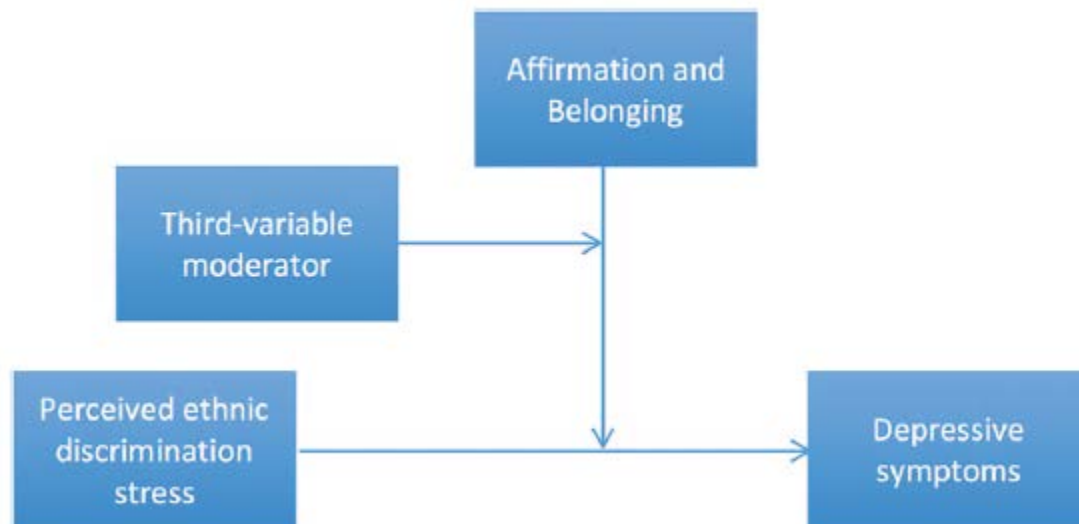 Affirmation and
Belonging
Third-variable
moderator
Perceived ethnic
discrimination
stress
Depressive
symptoms